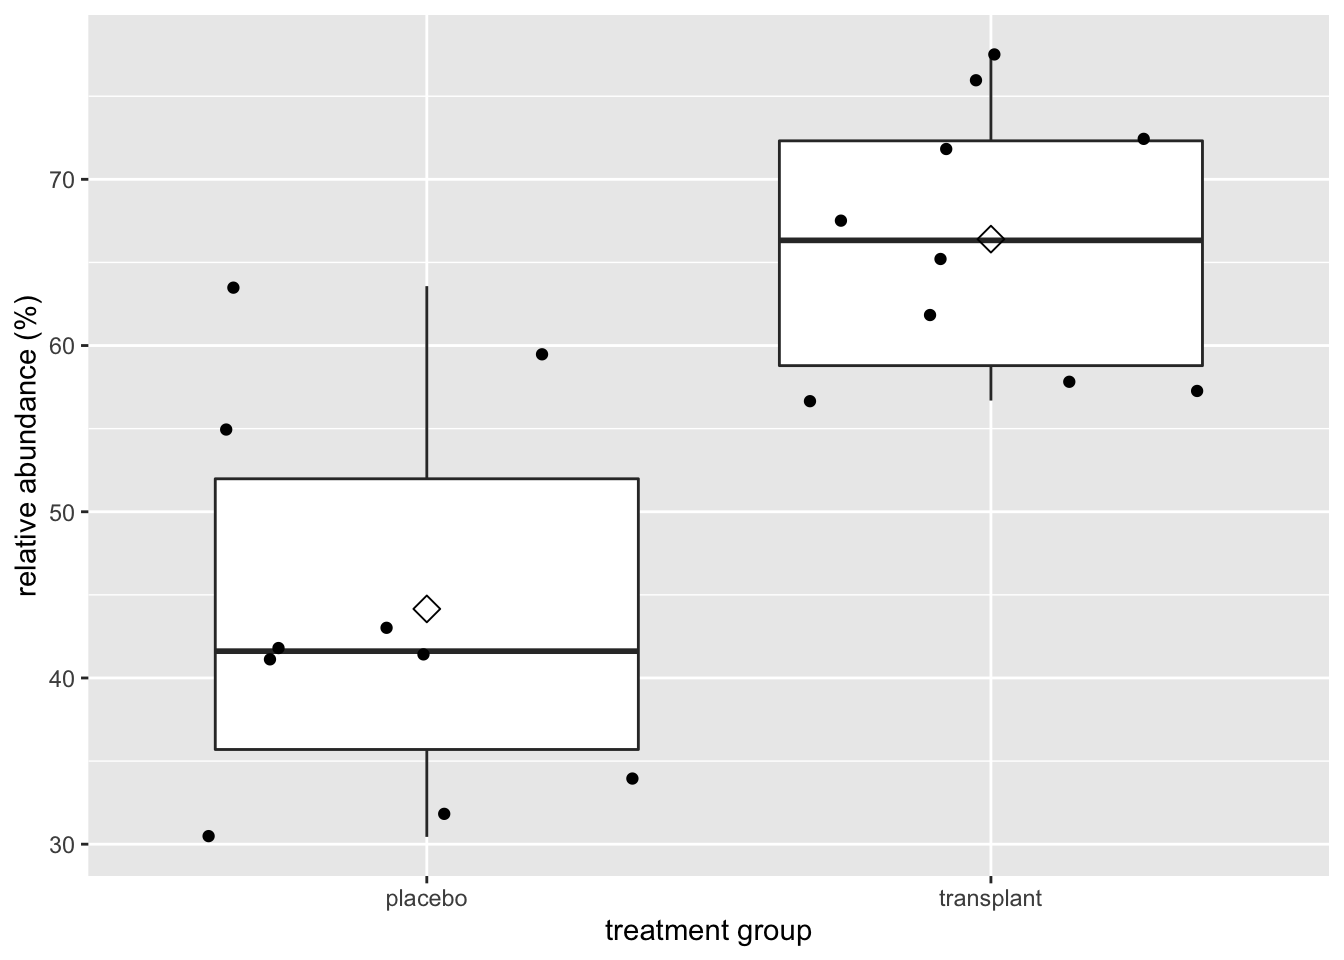 relative abundance (%)
70
60
50
40
30
placebo
transplant
treatment group